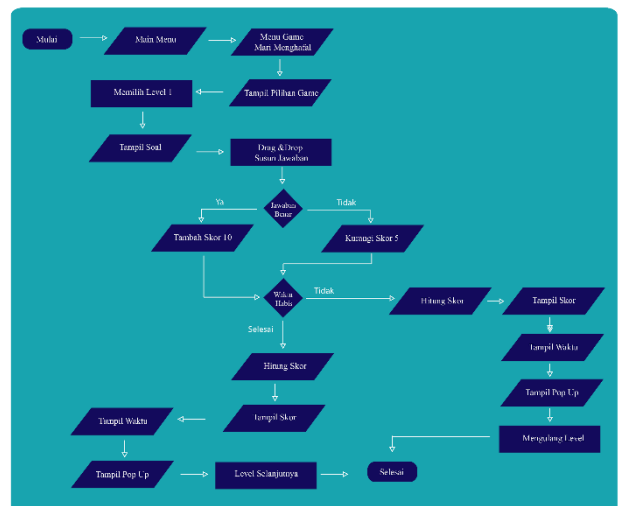 Mulai
Main Menu
Menu Game
Mari Menghafal
Memilih Level 1
Tampil Pilihan Game
Tampil Soal
Drag &Drop
Susun Jawaban
Jawaban
Benar
Ya
Tidak
Tambah Skor 10
Kurangi Skor 5
Waktu
Habis
Tidak
Hitung Skor
Tampil Skor
Selesai
Tampil Waktu
Hitung Skor
Tampil Pop Up
Tampil Waktu
Tampil Skor
Mengulang Level
Tampil Pop Up
Level Selanjutnya
Selesai